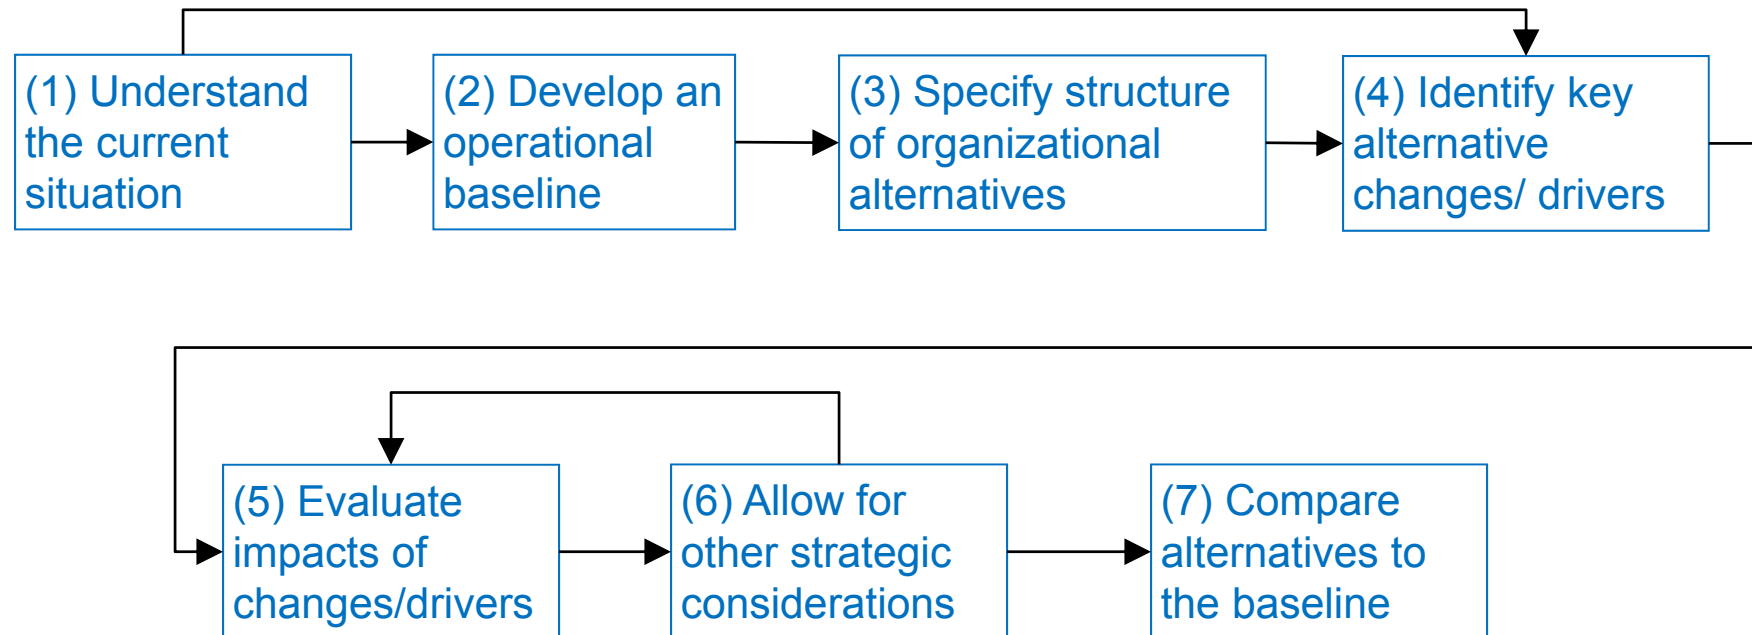 (1) Understand
the current
situation
(2) Develop an
operational
baseline
(3) Specify structure
of organizational
alternatives
(4) Identify key
alternative
changes/ drivers
(5) Evaluate
impacts of
changes/drivers
(6) Allow for
other strategic
considerations
(7) Compare
alternatives to
the baseline